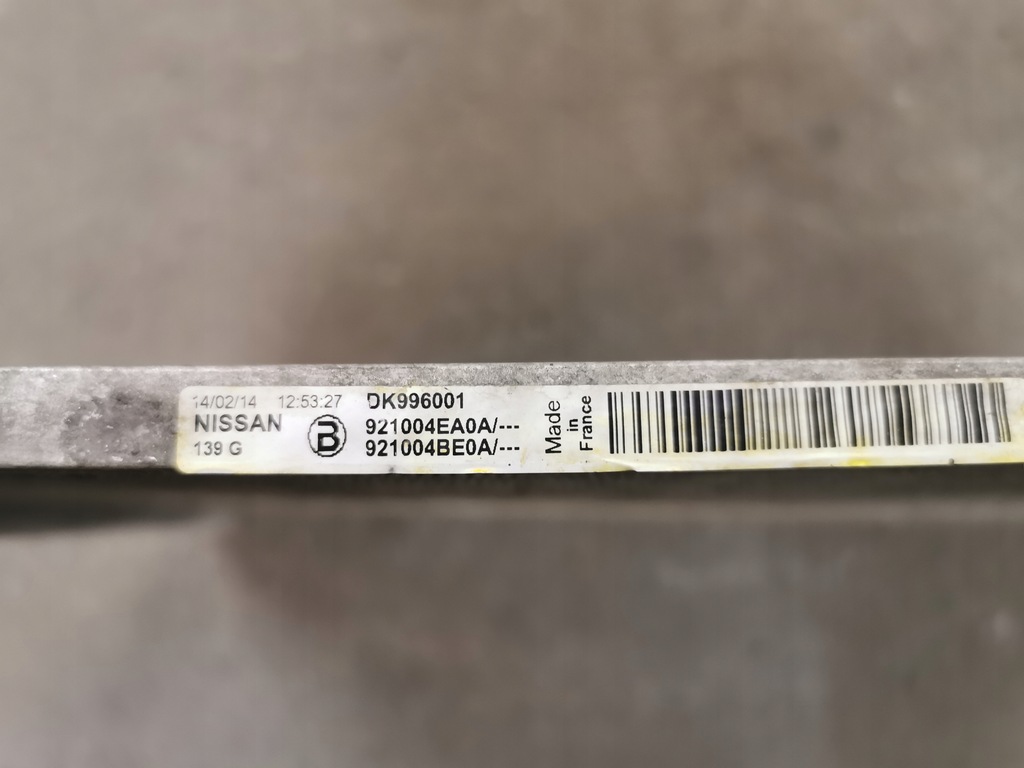 14/02/14 12:53:27 DK996001
NISSAN B 921004EA0A/---
139 G 921004BE0A/---
Made
in
France